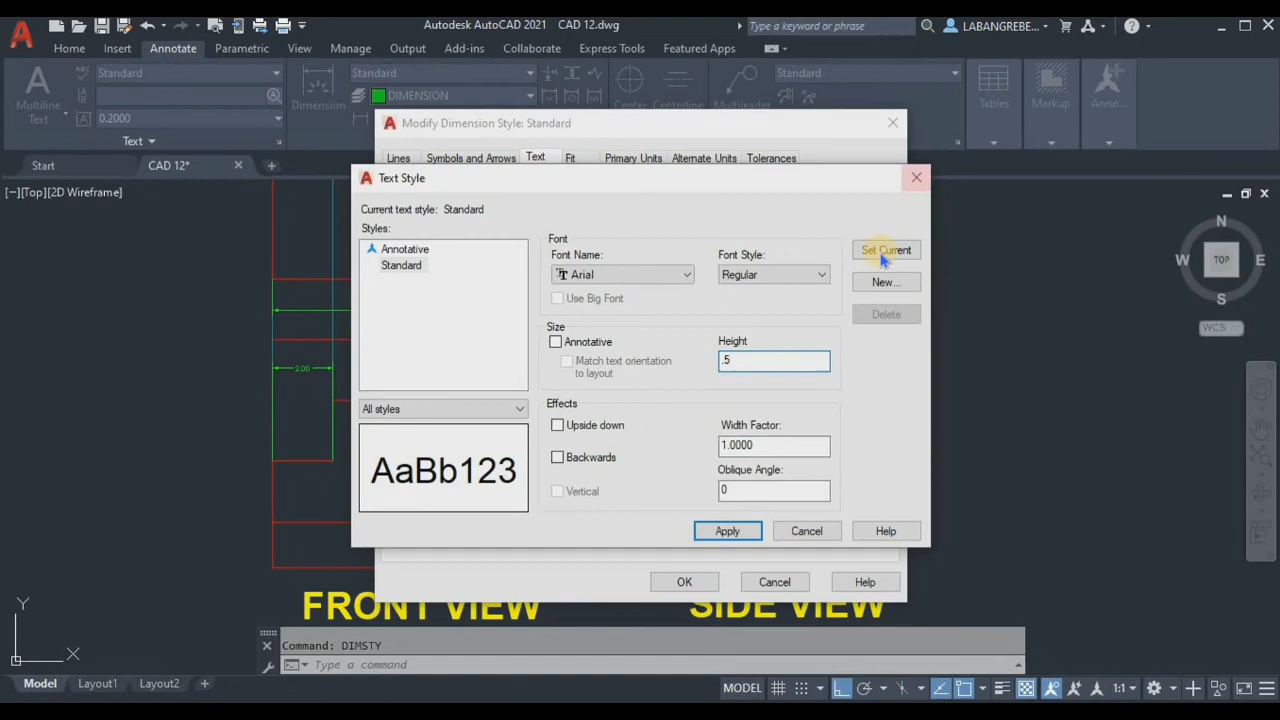 Autodesk AutoCAD 2021 CAD 12.dwg
Type a keyword or phrase
LABANGREBE...
Home Insert Annotate Parametric View Manage Output Add-ins Collaborate Express Tools Featured Apps
Multiline
Text
Standard
0.2000
Text
Dimension
Standard
DIMENSION
Center
Centerline
Multileader
Standard
Tables
Markup
Anno...
Start
CAD 12*
[−][Top][2D Wireframe]
Modify Dimension Style: Standard
Lines Symbols and Arrows Text Fit Primary Units Alternate Units Tolerances
Text Style
Current text style: Standard
Styles:
Annotative
Standard
All styles
AaBb123
Font
Font Name:
Arial
Font Style:
Regular
Use Big Font
Size
Annotative
Match text orientation
to layout
Height
.5
Effects
Upside down
Backwards
Vertical
Width Factor:
1.0000
Oblique Angle:
0
Set Current
New...
Delete
Apply
Cancel
Help
OK
Cancel
Help
2.00
FRONT VIEW
SIDE VIEW
N
W
TOP
E
S
WCS
Y
X
Command: DIMSTY
Type a command
Model Layout1 Layout2
MODEL
1:1